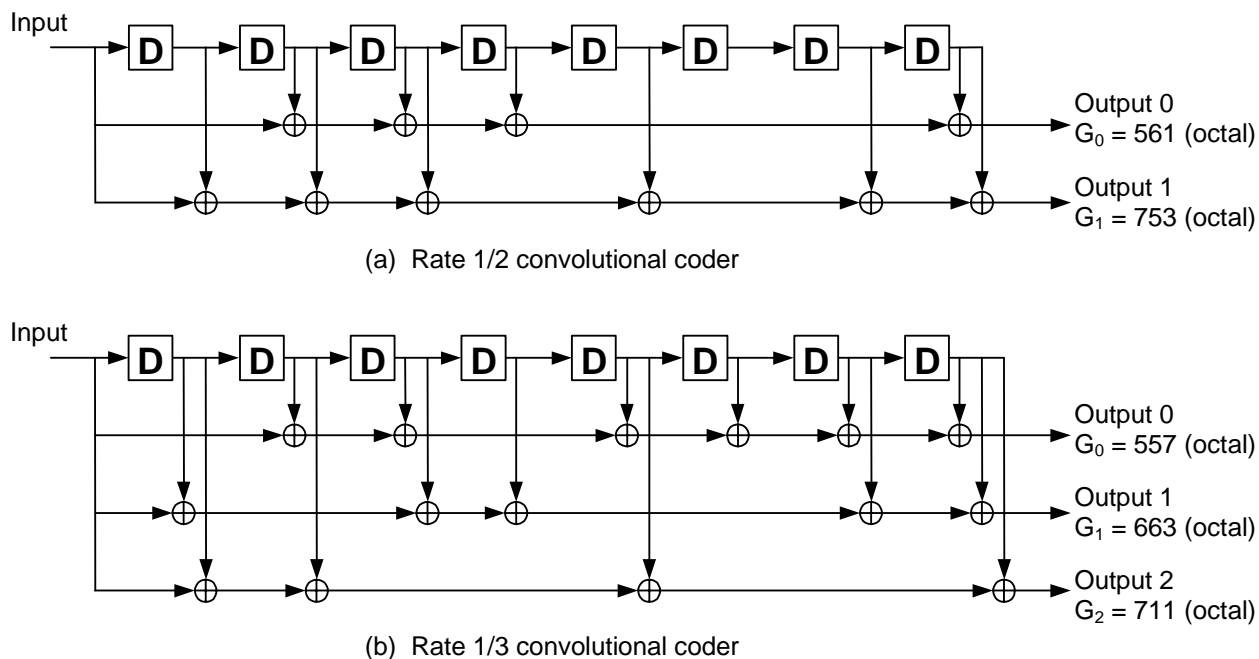 Input
D D D D D D D D
Output 0
G₀ = 561 (octal)
Output 1
G₁ = 753 (octal)
(a) Rate 1/2 convolutional coder
Input
D D D D D D D D
Output 0
G₀ = 557 (octal)
Output 1
G₁ = 663 (octal)
Output 2
G₂ = 711 (octal)
(b) Rate 1/3 convolutional coder